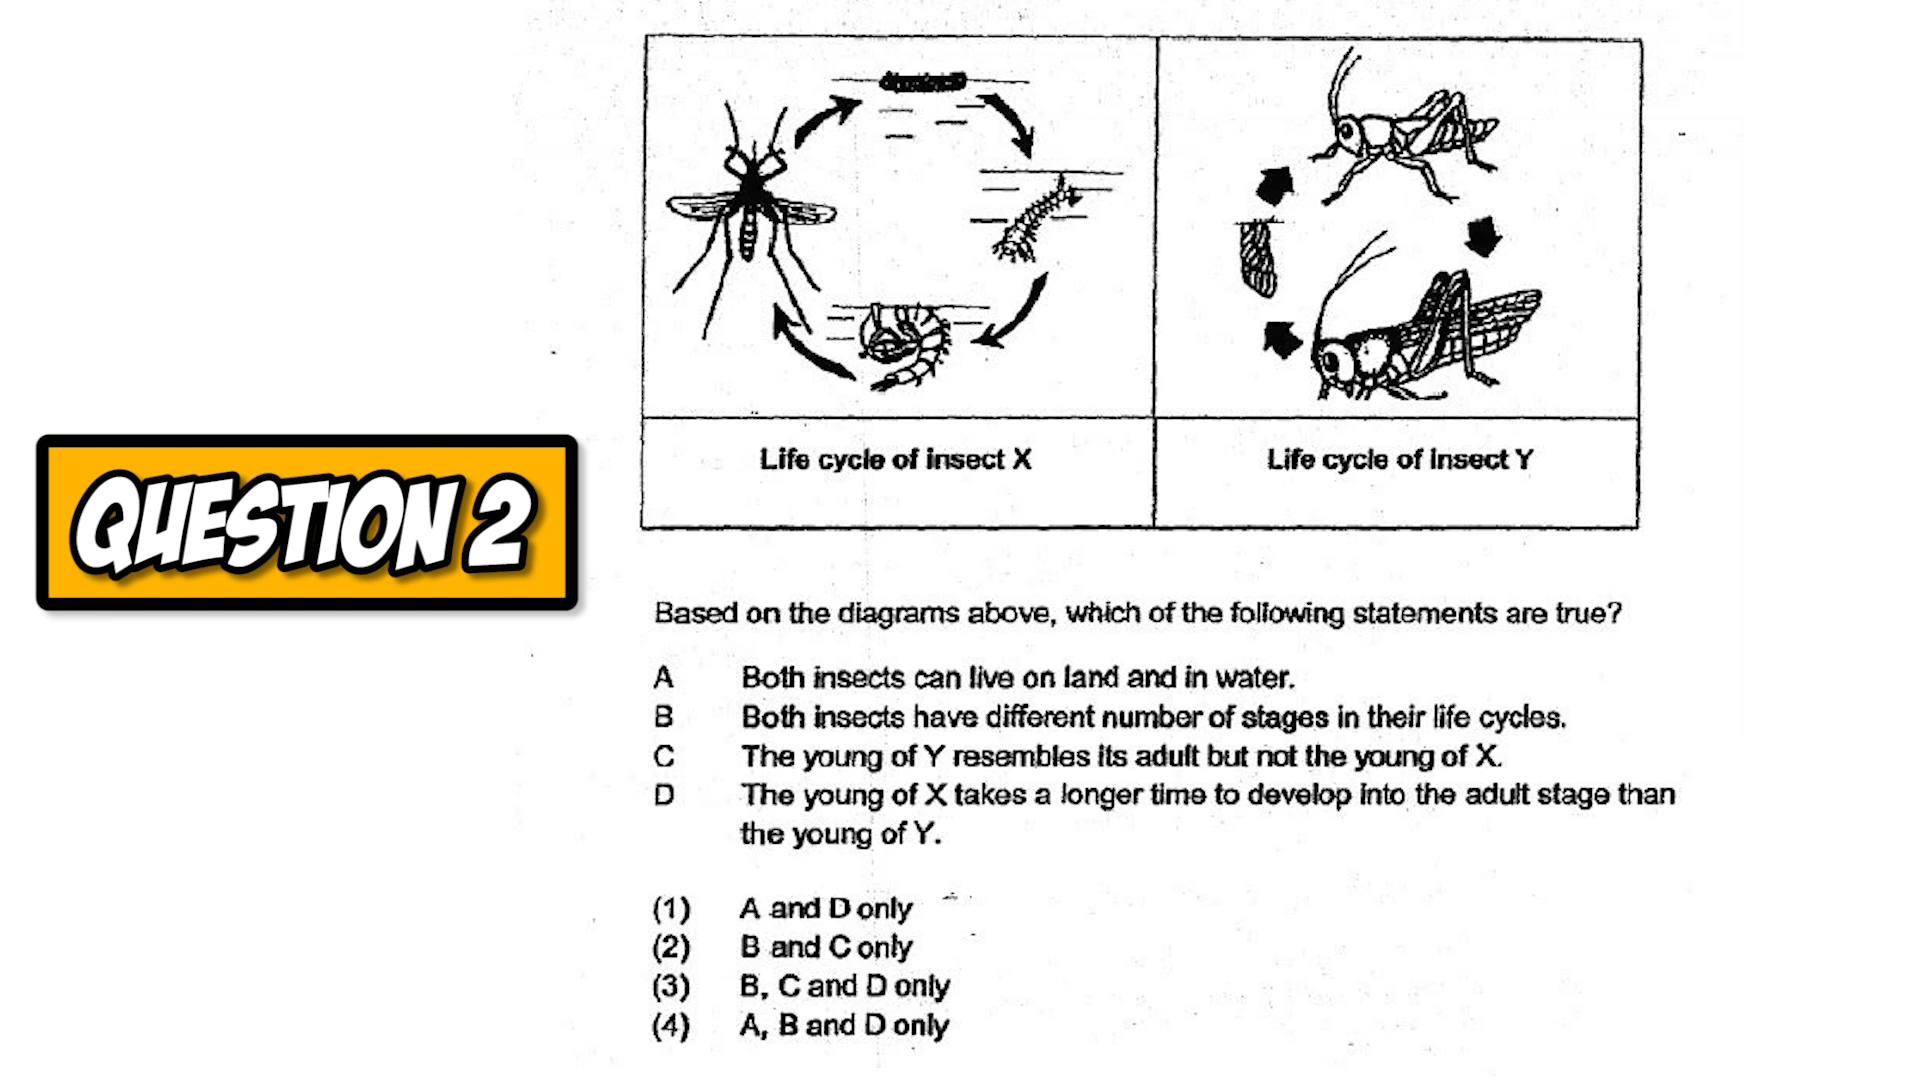 QUESTION 2
Life cycle of insect X
Life cycle of Insect Y
Based on the diagrams above, which of the following statements are true?
A Both insects can live on land and in water.
B Both insects have different number of stages in their life cycles.
C The young of Y resembles its adult but not the young of X.
D The young of X takes a longer time to develop into the adult stage than
the young of Y.
(1) A and D only
(2) B and C only
(3) B, C and D only
(4) A, B and D only